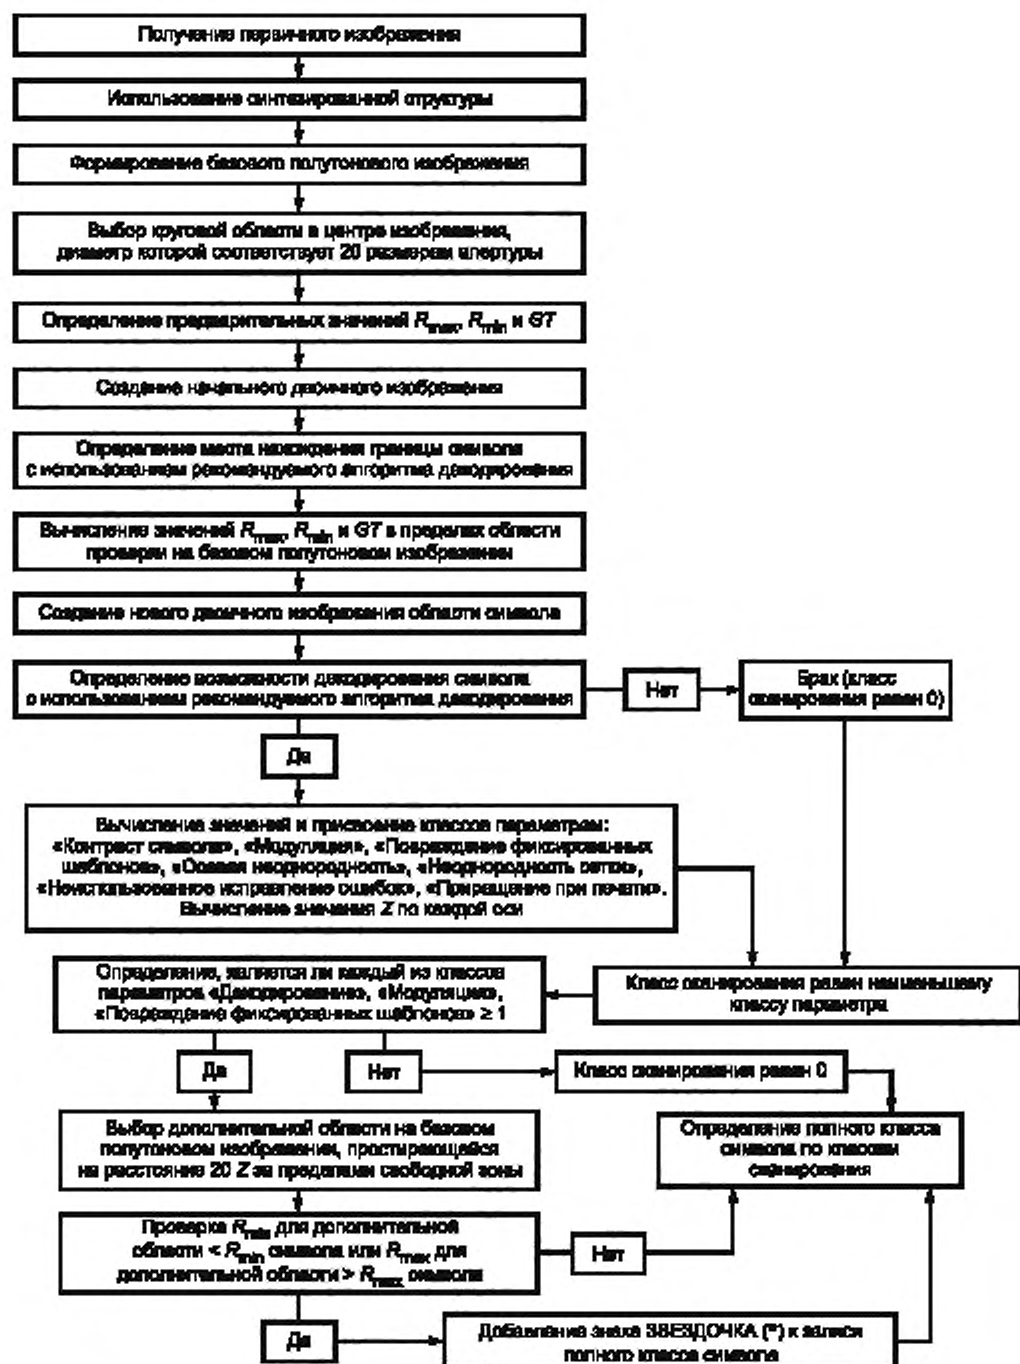 Получение первичного изображения
Использование синтезированной структуры
Формирование базового полутонового изображения
Выбор круговой области в центре изображения,
диаметр которой соответствует 20 размерам апертуры
Определение предварительных значений Rmax, Rmin и GT
Создание начального двоичного изображения
Определение места нахождения границы символа
с использованием рекомендуемого алгоритма декодирования
Вычисление значений Rmax, Rmin и GT в пределах области
проверки на базовом полутоновом изображении
Создание нового двоичного изображения области символа
Определение возможности декодирования символа
с использованием рекомендуемого алгоритма декодирования
Нет
Брак (класс
сканирования равен 0)
Да
Вычисление значений и присвоение классов параметрам:
«Контраст символа», «Модуляция», «Повреждение фиксированных
шаблонов», «Осевая неоднородность», «Неоднородность сетки»,
«Неиспользованное исправление ошибок», «Приращение при печати».
Вычисление значения Z по каждой оси
Класс сканирования равен наименьшему
классу параметра
Определение, является ли каждый из классов
параметров «Декодирование», «Модуляция»,
«Повреждение фиксированных шаблонов» ≥ 1
Да
Нет
Класс сканирования равен 0
Выбор дополнительной области на базовом
полутоновом изображении, простирающейся
на расстояние 20 Z за пределами свободной зоны
Определение полного класса
символа по классам
сканирования
Проверка Rmin для дополнительной
области < Rmin символа или Rmax для
дополнительной области > Rmax символа
Нет
Да
Добавление знака ЗВЕЗДОЧКА (*) к записи
полного класса символа